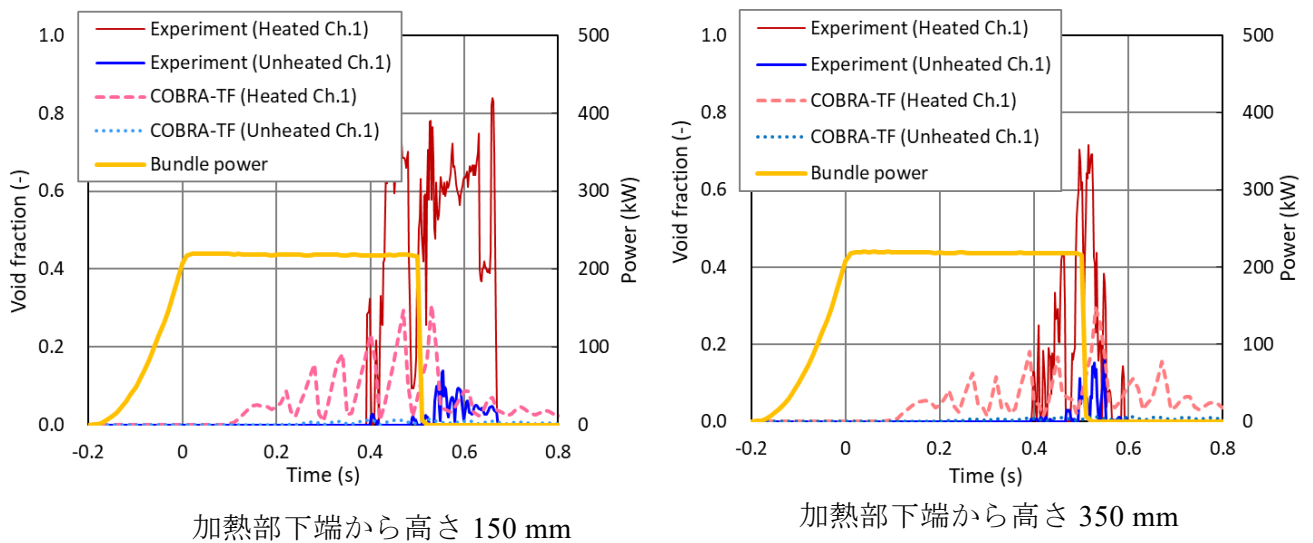 Experiment (Heated Ch.1)
Experiment (Unheated Ch.1)
COBRA-TF (Heated Ch.1)
COBRA-TF (Unheated Ch.1)
Bundle power
1.0
0.8
0.6
0.4
0.2
0.0
Void fraction (-)
500
400
300
200
100
0
Power (kW)
-0.2
0
0.2
0.4
0.6
0.8
Time (s)
加熱部下端から高さ 150 mm
Experiment (Heated Ch.1)
Experiment (Unheated Ch.1)
COBRA-TF (Heated Ch.1)
COBRA-TF (Unheated Ch.1)
Bundle power
1.0
0.8
0.6
0.4
0.2
0.0
Void fraction (-)
500
400
300
200
100
0
Power (kW)
-0.2
0
0.2
0.4
0.6
0.8
Time (s)
加熱部下端から高さ 350 mm